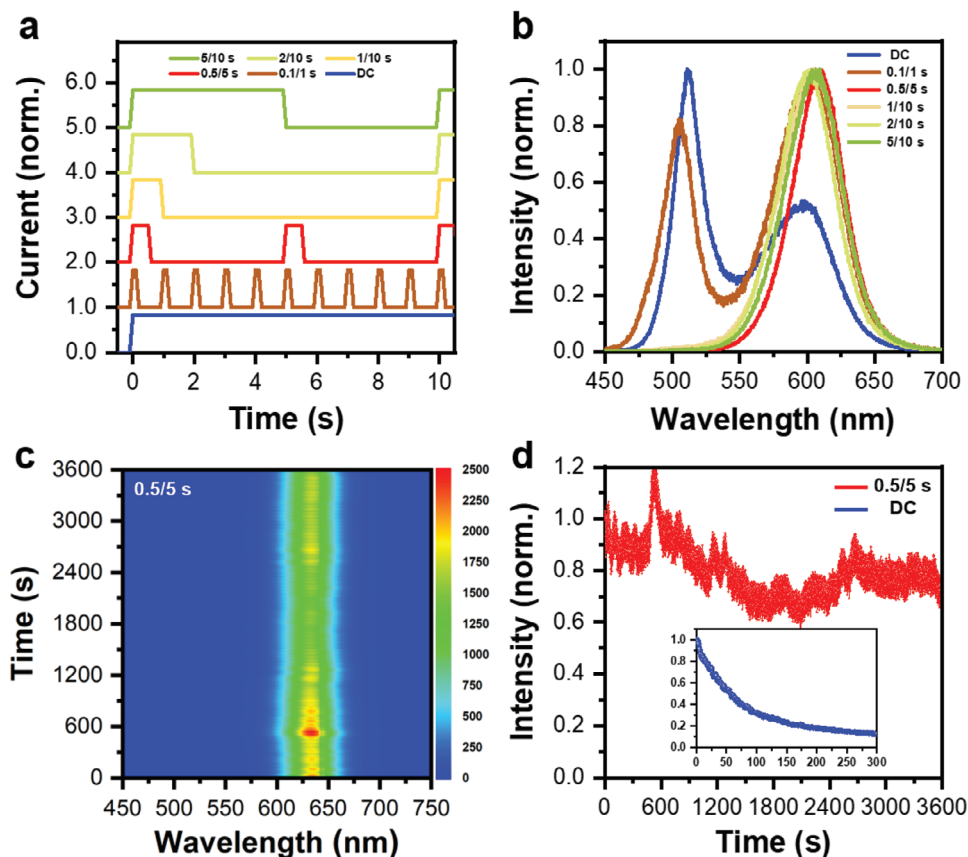 a
5/10 s 2/10 s 1/10 s
0.5/5 s 0.1/1 s DC
6.0
5.0
4.0
3.0
2.0
1.0
0.0
Current (norm.)
0 2 4 6 8 10
Time (s)
b
DC
0.1/1 s
0.5/5 s
1/10 s
2/10 s
5/10 s
1.0
0.8
0.6
0.4
0.2
0.0
Intensity (norm.)
450 500 550 600 650 700
Wavelength (nm)
c
0.5/5 s
3600
3000
2400
1800
1200
600
0
Time (s)
450 500 550 600 650 700 750
Wavelength (nm)
2500
2250
2000
1750
1500
1250
1000
750
500
250
0
d
0.5/5 s
DC
1.2
1.0
0.8
0.6
0.4
0.2
0.0
Intensity (norm.)
1.0
0.8
0.6
0.4
0.2
0.0
0 50 100 150 200 250 300
0 600 1200 1800 2400 3000 3600
Time (s)